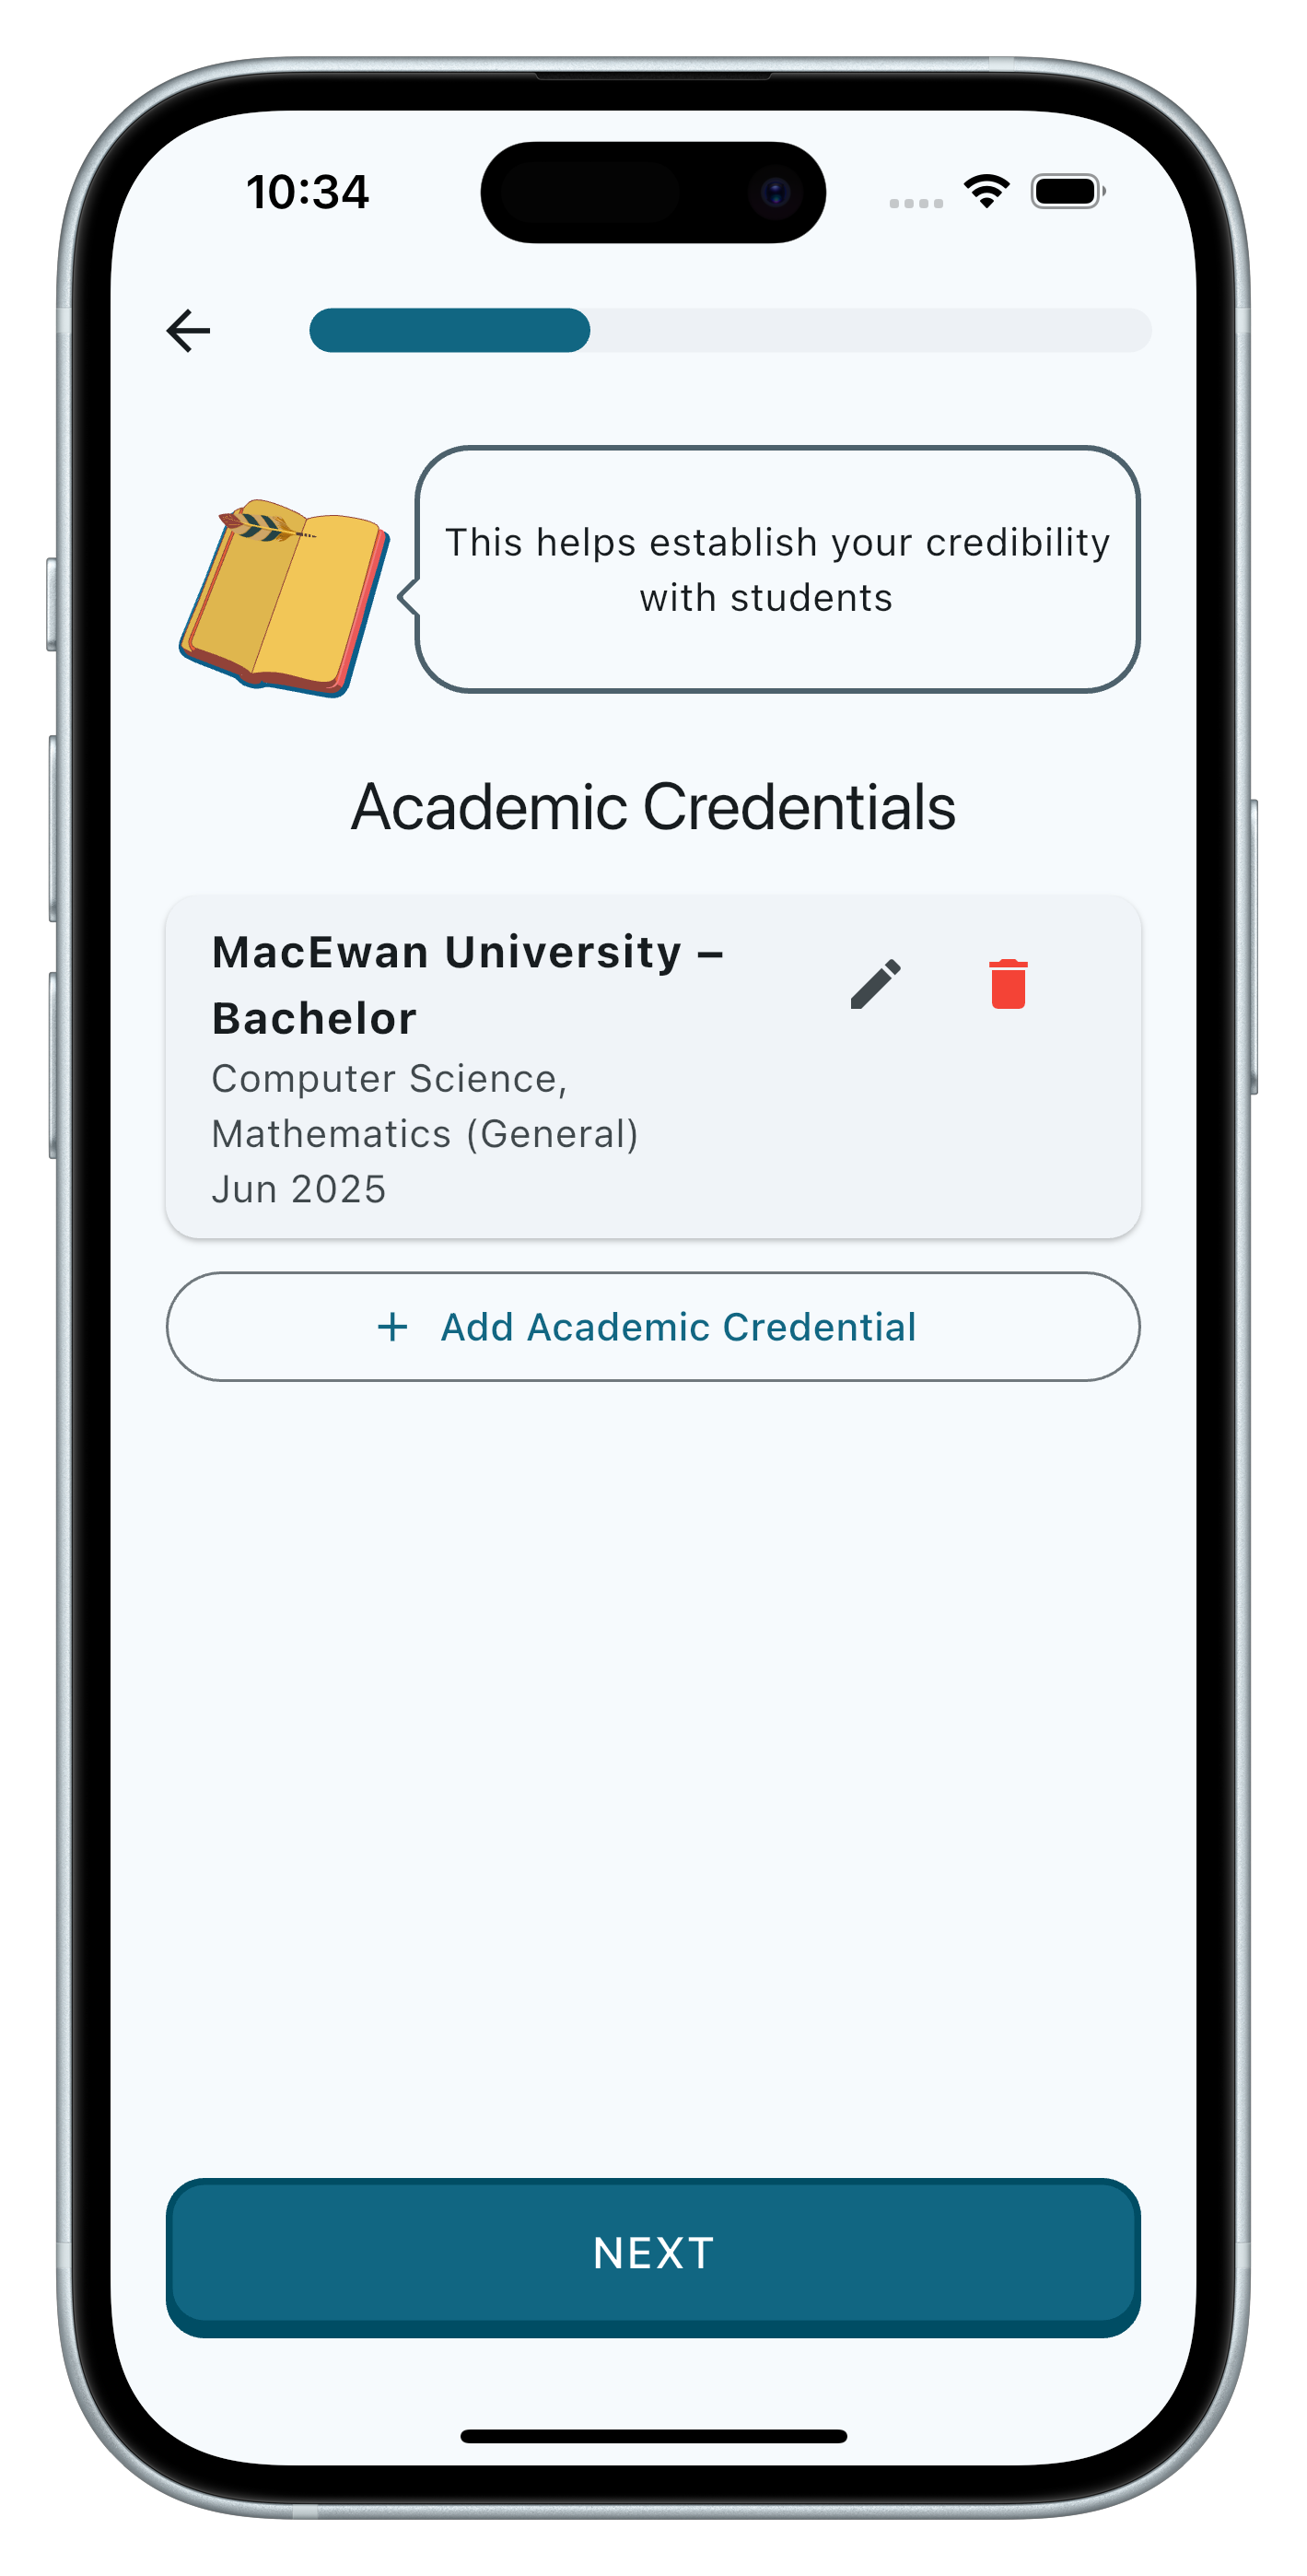 10:34
This helps establish your credibility
with students
Academic Credentials
MacEwan University –
Bachelor
Computer Science,
Mathematics (General)
Jun 2025
+ Add Academic Credential
NEXT